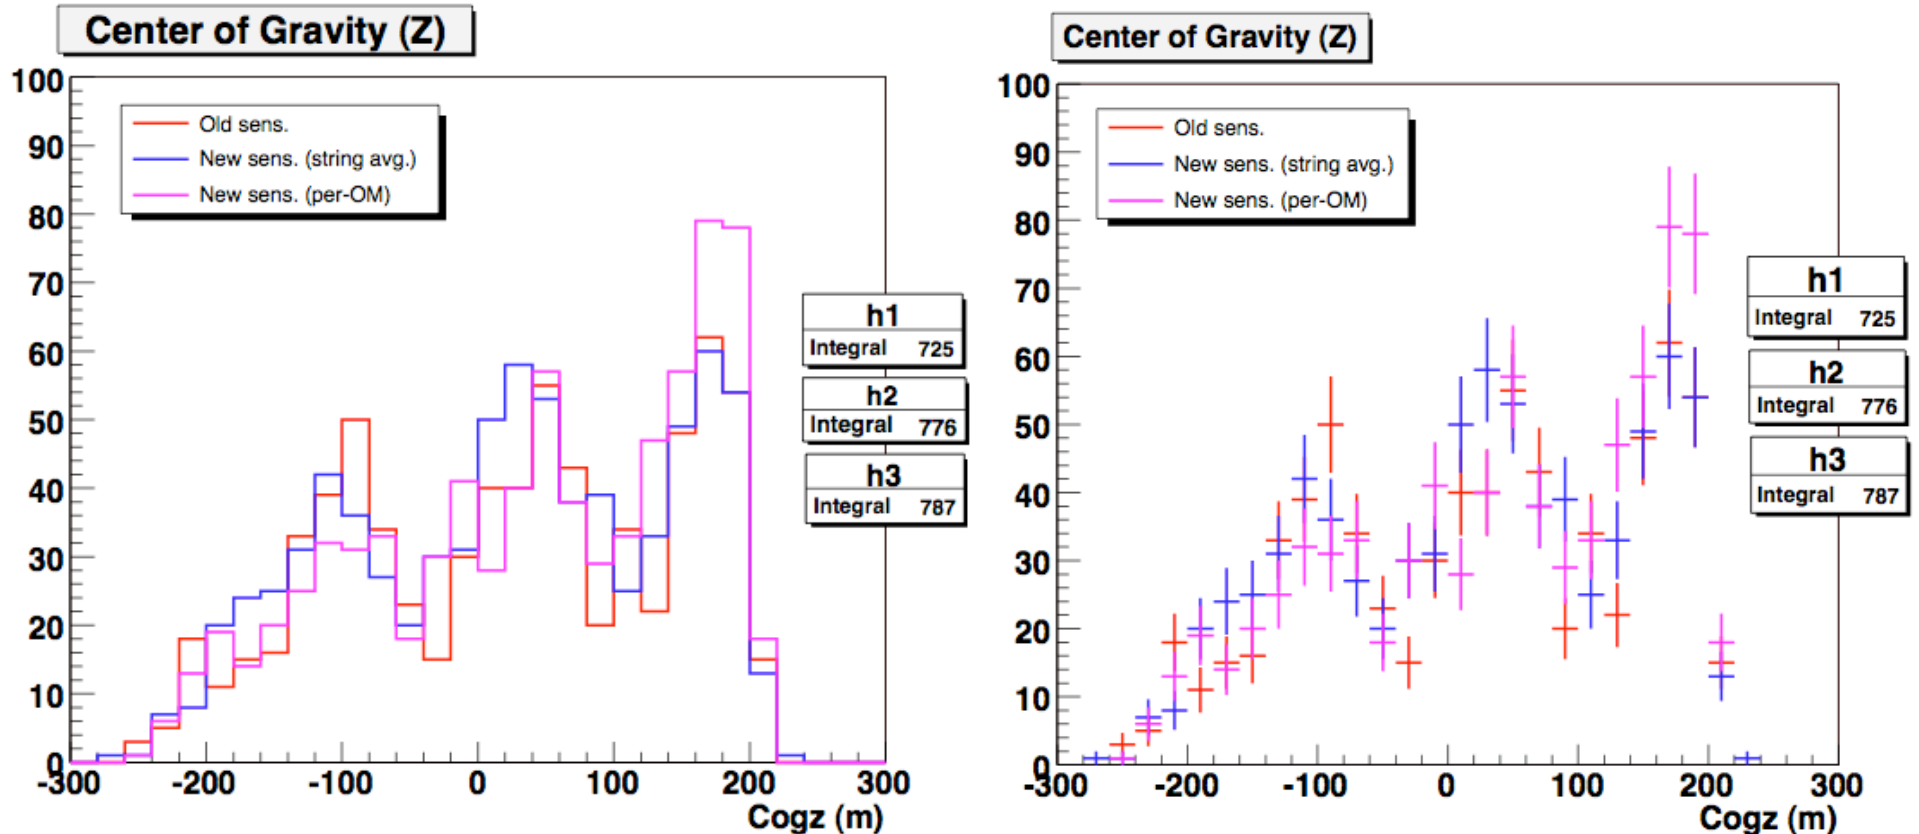 Center of Gravity (Z)
100
90
80
70
60
50
40
30
20
10
0
Old sens.
New sens. (string avg.)
New sens. (per-OM)
h1
Integral 725
h2
Integral 776
h3
Integral 787
-300 -200 -100 0 100 200 300
Cogz (m)
Center of Gravity (Z)
100
90
80
70
60
50
40
30
20
10
0
Old sens.
New sens. (string avg.)
New sens. (per-OM)
h1
Integral 725
h2
Integral 776
h3
Integral 787
-300 -200 -100 0 100 200 300
Cogz (m)